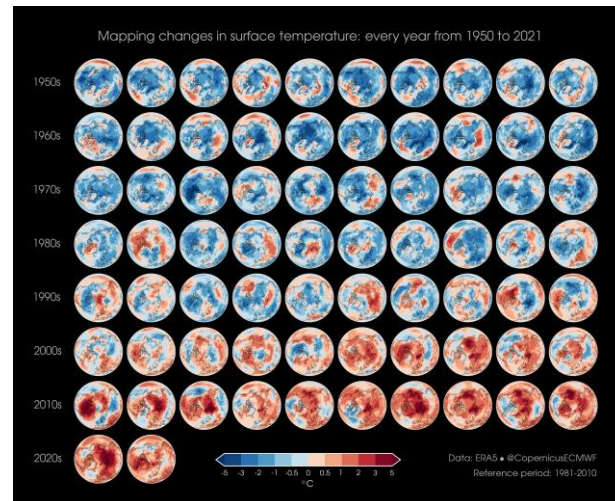 Mapping changes in surface temperature: every year from 1950 to 2021
1950s
1960s
1970s
1980s
1990s
2000s
2010s
2020s
-5 -3 -2 -1 -0.5 0 0.5 1 2 3 5
°C
Data: ERA5 • @CopernicusECMWF
Reference period: 1981-2010